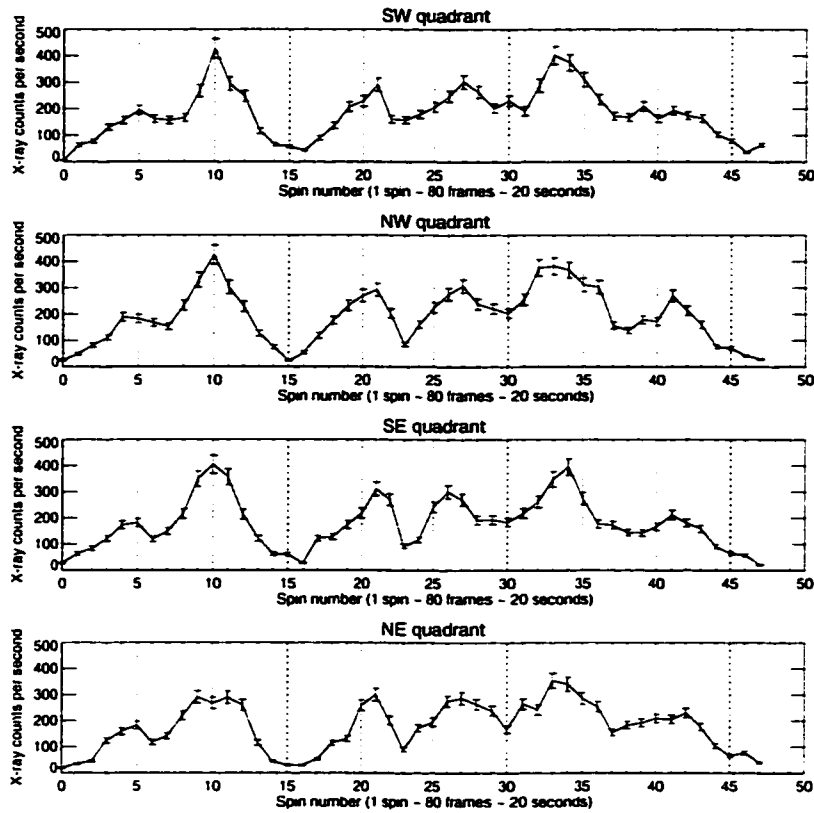 SW quadrant
X-ray counts per second
500
400
300
200
100
0
0 5 10 15 20 25 30 35 40 45 50
Spin number (1 spin ~ 80 frames ~ 20 seconds)
NW quadrant
X-ray counts per second
500
400
300
200
100
0
0 5 10 15 20 25 30 35 40 45 50
Spin number (1 spin ~ 80 frames ~ 20 seconds)
SE quadrant
X-ray counts per second
500
400
300
200
100
0
0 5 10 15 20 25 30 35 40 45 50
Spin number (1 spin ~ 80 frames ~ 20 seconds)
NE quadrant
X-ray counts per second
500
400
300
200
100
0
0 5 10 15 20 25 30 35 40 45 50
Spin number (1 spin ~ 80 frames ~ 20 seconds)